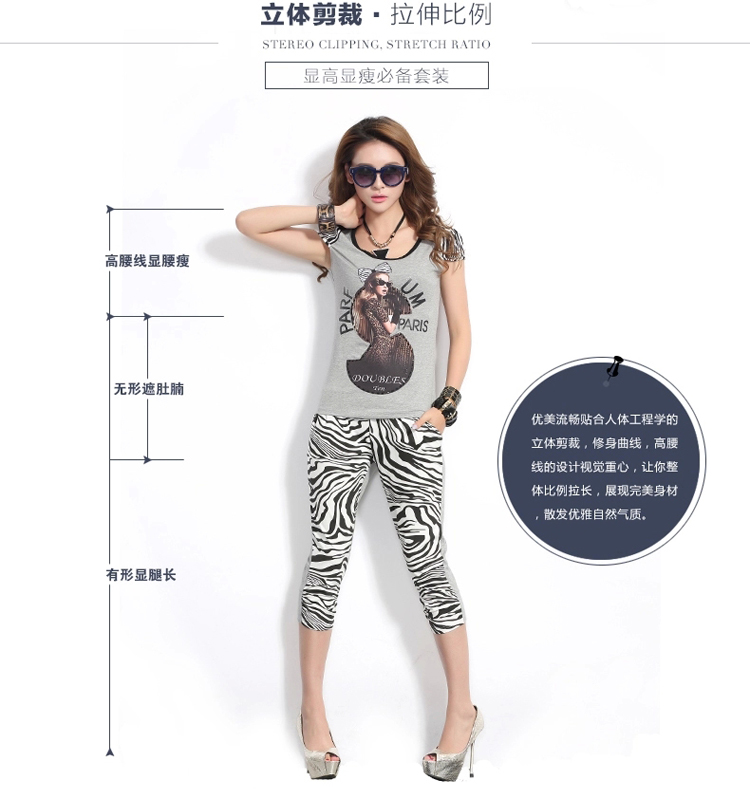 立体剪裁·拉伸比例
STEREO CLIPPING, STRETCH RATIO
显高显瘦必备套装
高腰线显腰瘦
无形遮肚腩
有形显腿长
PARF UM
PARIS
DOUBLES
Ten
优美流畅贴合人体工程学的
立体剪裁，修身曲线，高腰
线的设计视觉重心，让你整
体比例拉长，展现完美身材
，散发优雅自然气质。